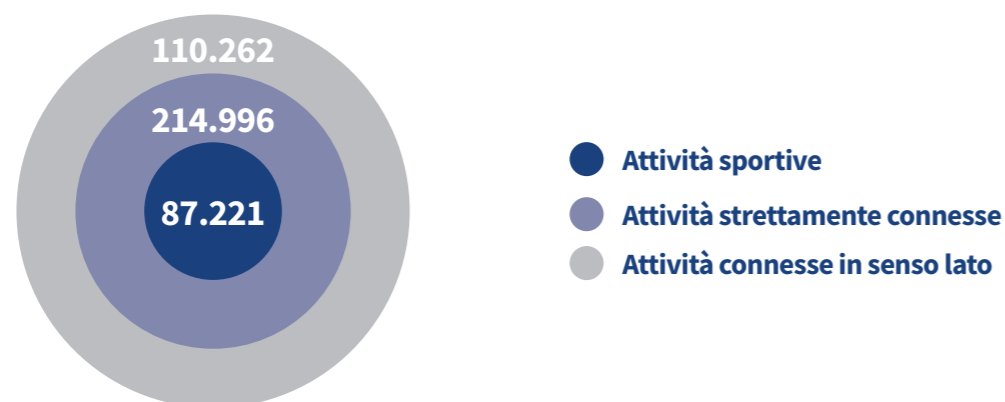 110.262
214.996
87.221
Attività sportive
Attività strettamente connesse
Attività connesse in senso lato